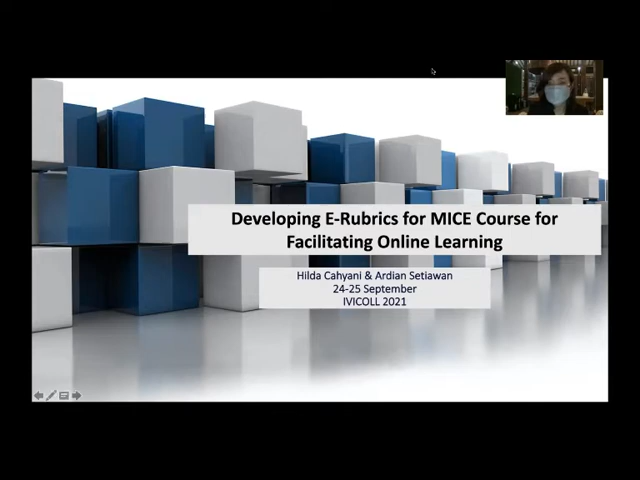 Developing E-Rubrics for MICE Course for
Facilitating Online Learning
Hilda Cahyani & Ardian Setiawan
24-25 September
IVICOLL 2021